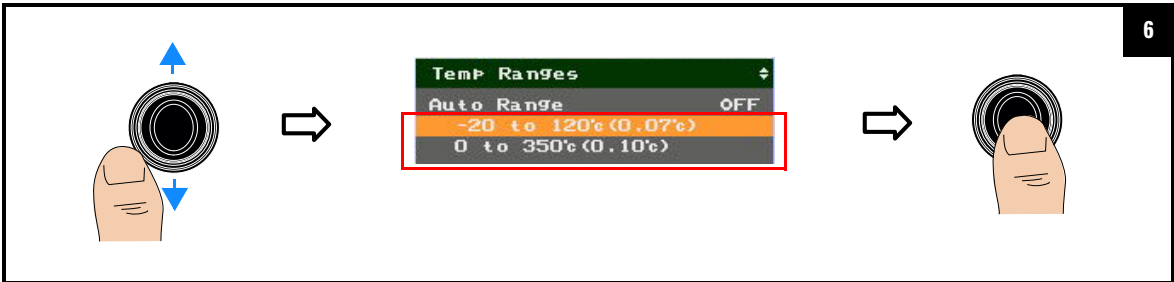 6
Temp Ranges
Auto Range OFF
-20 to 120℃(0.07℃)
0 to 350℃(0.10℃)